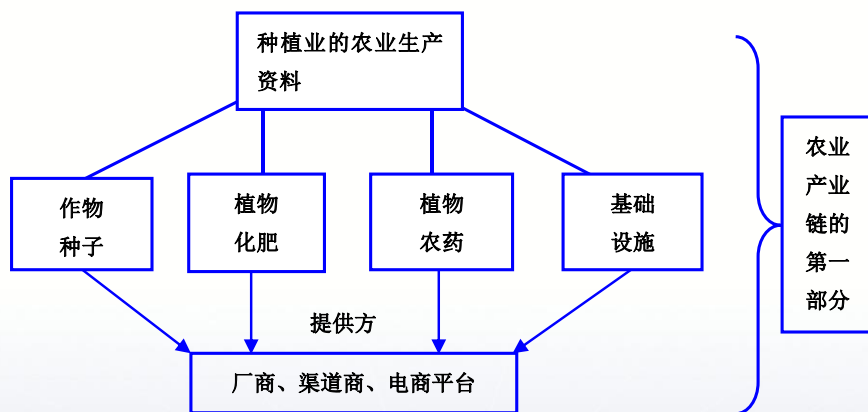 种植业的农业生产
资料
作物
种子
植物
化肥
植物
农药
基础
设施
提供方
厂商、渠道商、电商平台
农业
产业
链的
第一
部分